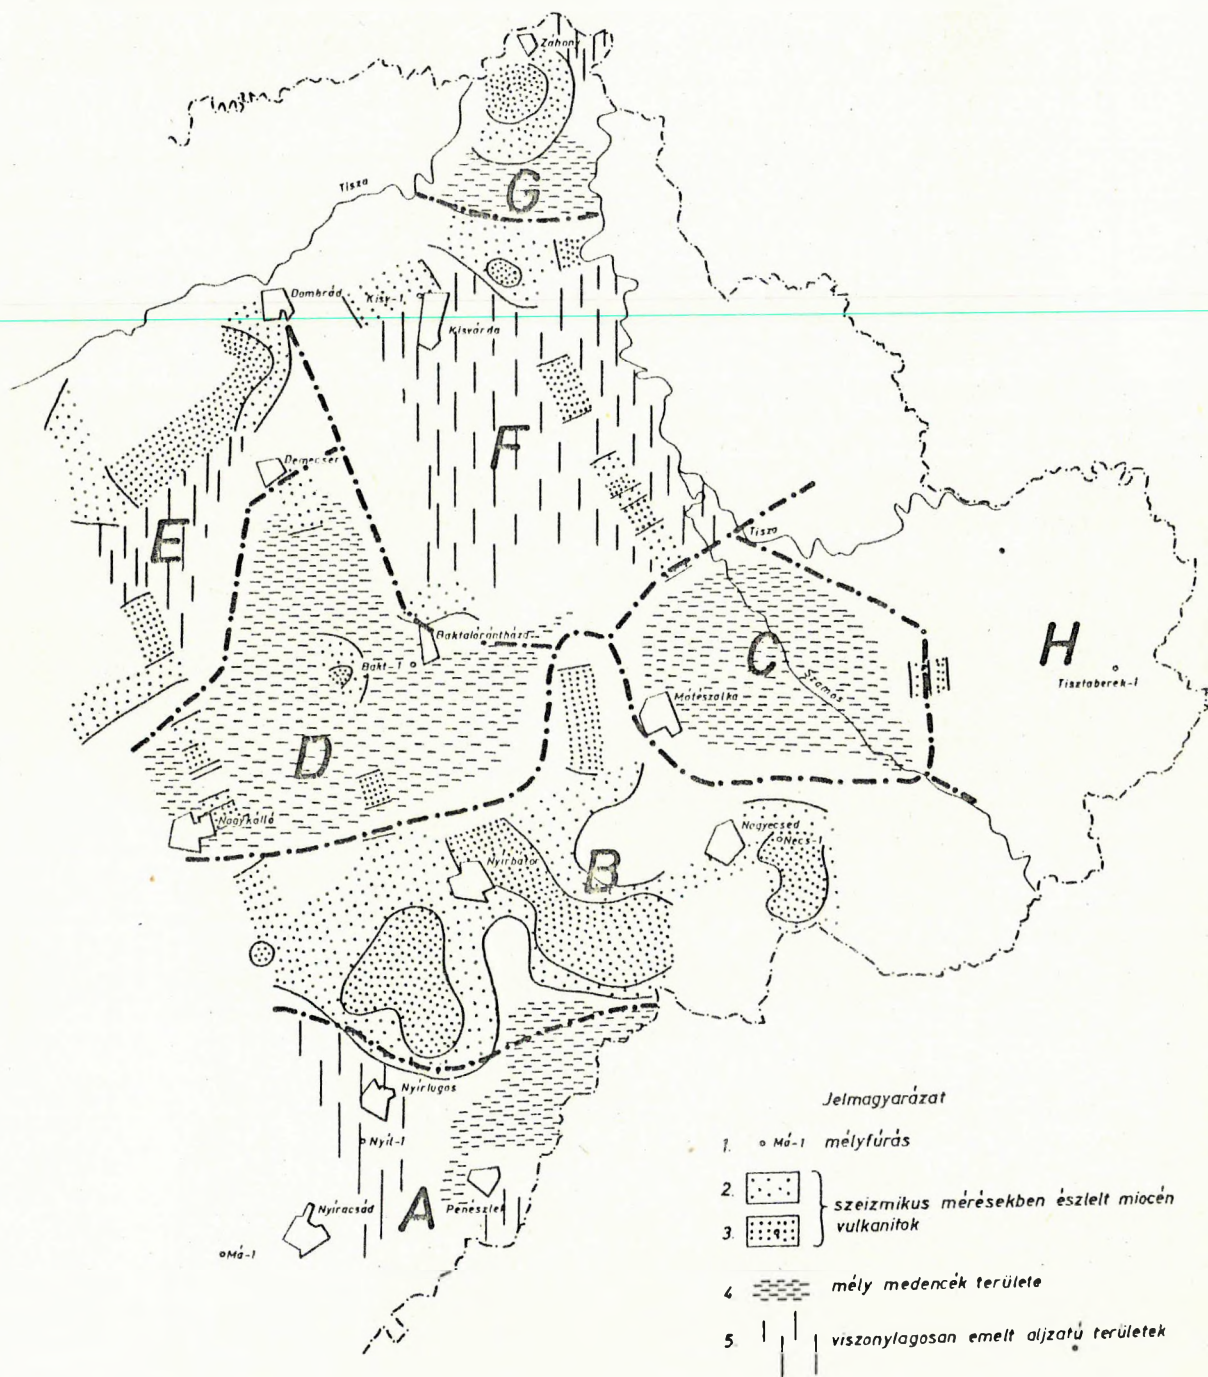 Záhony
G
Tisza
Dombrád
Kisv-1
Kisvárda
F
Demecser
E
Tisza
Baktalórántháza
Bakt-1
C
H
Tisztaberek-1
Szamos
Mátészalka
D
Nagykálló
Nagyecsed
Necs-1
Nyírbátor
B
Nyírlugos
Nyil-1
A
Nyíracsád
Penészlek
Má-1
Jelmagyarázat
1. Má-1 mélyfúrás
2.
3.
szeizmikus mérésekben észlelt miocén
vulkanitok
4 mély medencék területe
5. viszonylagosan emelt aljzatú területek